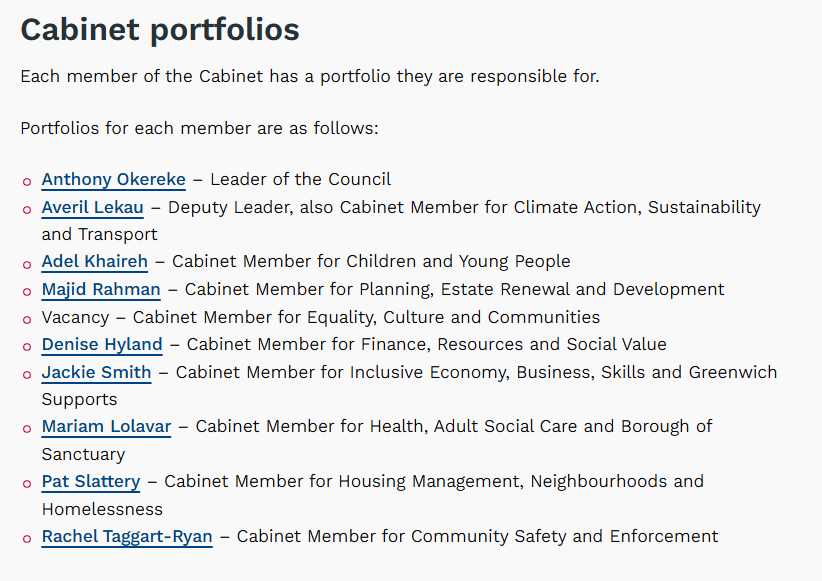 Cabinet portfolios
Each member of the Cabinet has a portfolio they are responsible for.
Portfolios for each member are as follows:
Anthony Okereke – Leader of the Council
Averil Lekau – Deputy Leader, also Cabinet Member for Climate Action, Sustainability
and Transport
Adel Khaireh – Cabinet Member for Children and Young People
Majid Rahman – Cabinet Member for Planning, Estate Renewal and Development
Vacancy – Cabinet Member for Equality, Culture and Communities
Denise Hyland – Cabinet Member for Finance, Resources and Social Value
Jackie Smith – Cabinet Member for Inclusive Economy, Business, Skills and Greenwich
Supports
Mariam Lolavar – Cabinet Member for Health, Adult Social Care and Borough of
Sanctuary
Pat Slattery – Cabinet Member for Housing Management, Neighbourhoods and
Homelessness
Rachel Taggart-Ryan – Cabinet Member for Community Safety and Enforcement